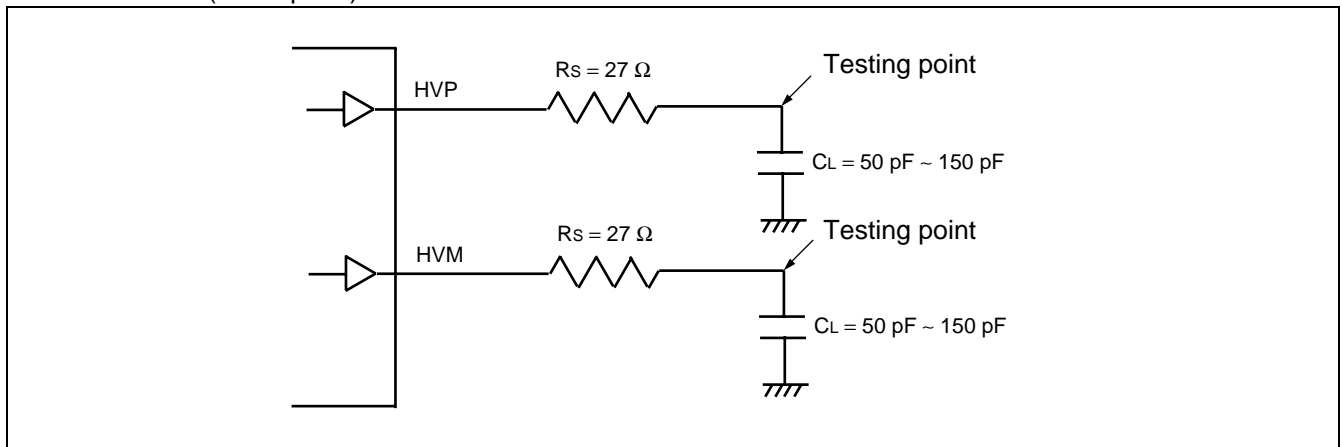 HVP
Rs = 27 Ω
Testing point
CL = 50 pF ~ 150 pF
HVM
Rs = 27 Ω
Testing point
CL = 50 pF ~ 150 pF